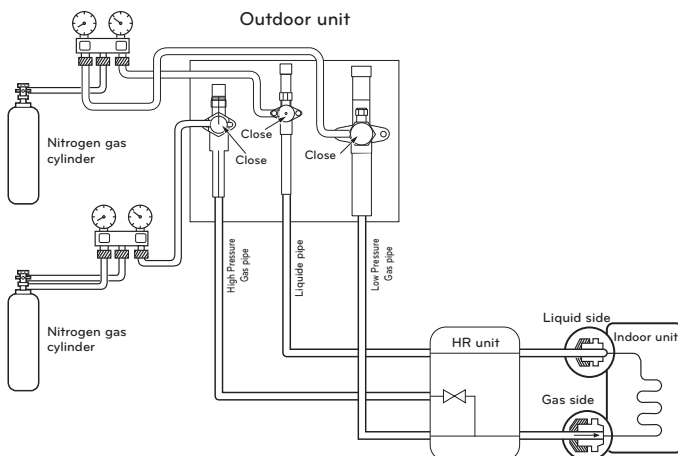 Outdoor unit
Nitrogen gas
cylinder
Close
Close
Close
High Pressure
Gas pipe
Liquide pipe
Low Pressure
Gas pipe
Nitrogen gas
cylinder
Liquid side
HR unit
Indoor unit
Gas side